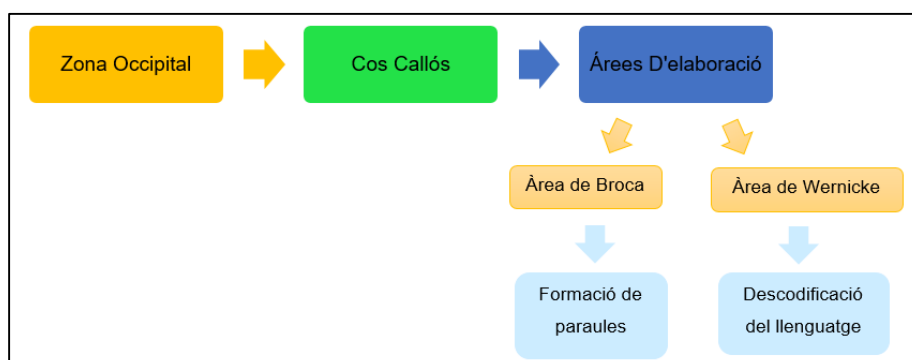 Zona Occipital
Cos Callós
Árees D'elaboració
Àrea de Broca
Àrea de Wernicke
Formació de
paraules
Descodificació
del llenguatge